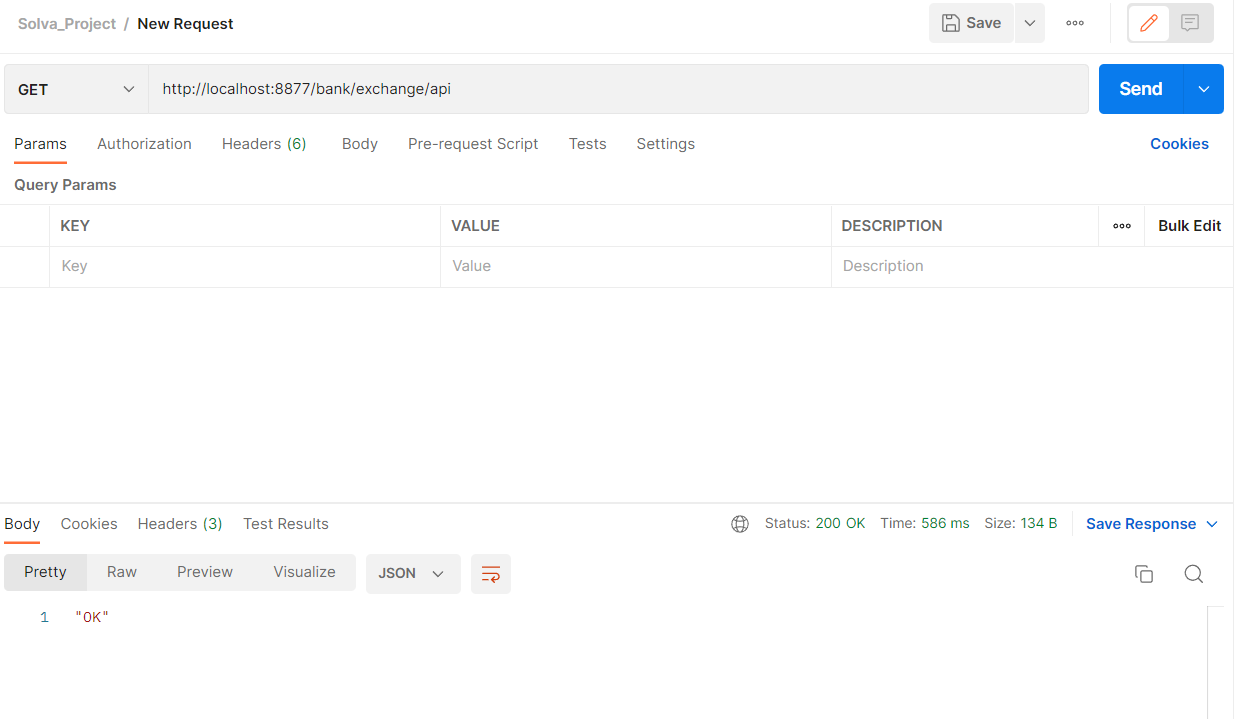 Solva_Project / New Request Save
GET http://localhost:8877/bank/exchange/api Send
Params Authorization Headers (6) Body Pre-request Script Tests Settings Cookies
Query Params
KEY VALUE DESCRIPTION Bulk Edit
Key Value Description
Body Cookies Headers (3) Test Results Status: 200 OK Time: 586 ms Size: 134 B Save Response
Pretty Raw Preview Visualize JSON
1 "OK"